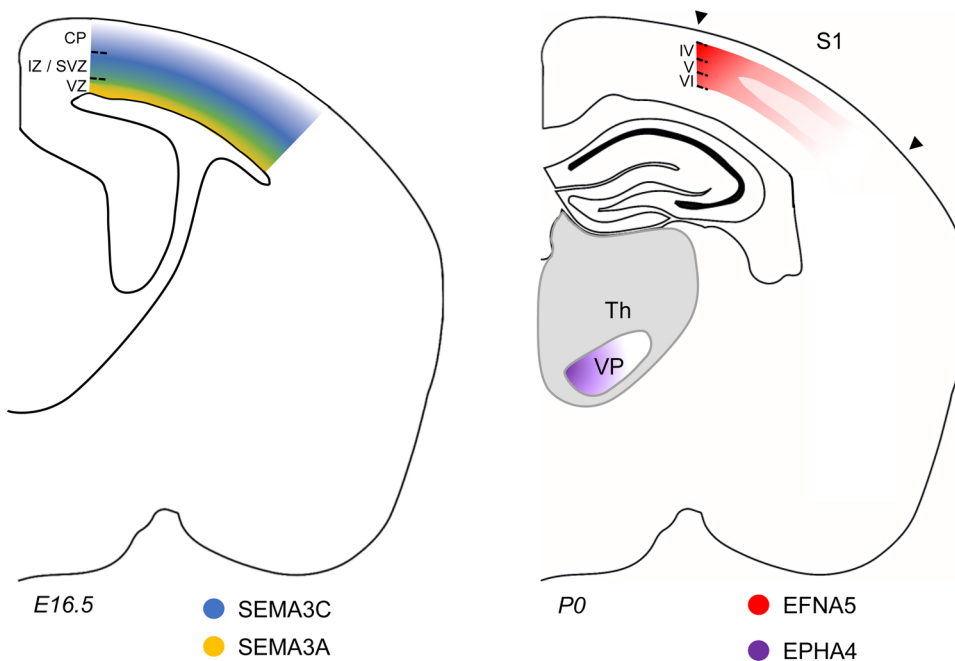 CP
IZ / SVZ
VZ
E16.5
SEMA3C
SEMA3A
S1
IV
V
VI
Th
VP
P0
EFNA5
EPHA4